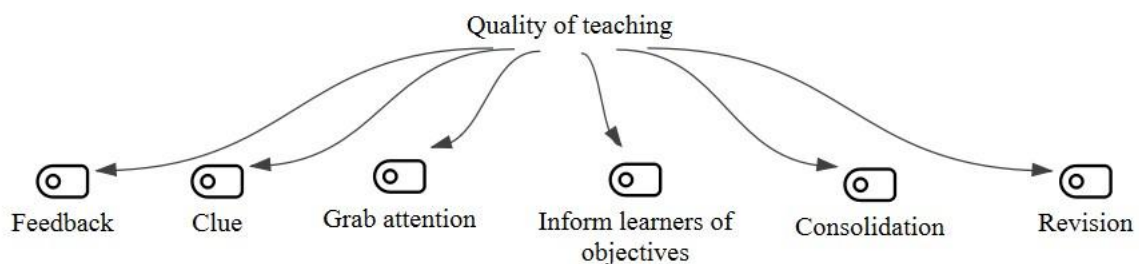 Quality of teaching
Feedback
Clue
Grab attention
Inform learners of
objectives
Consolidation
Revision